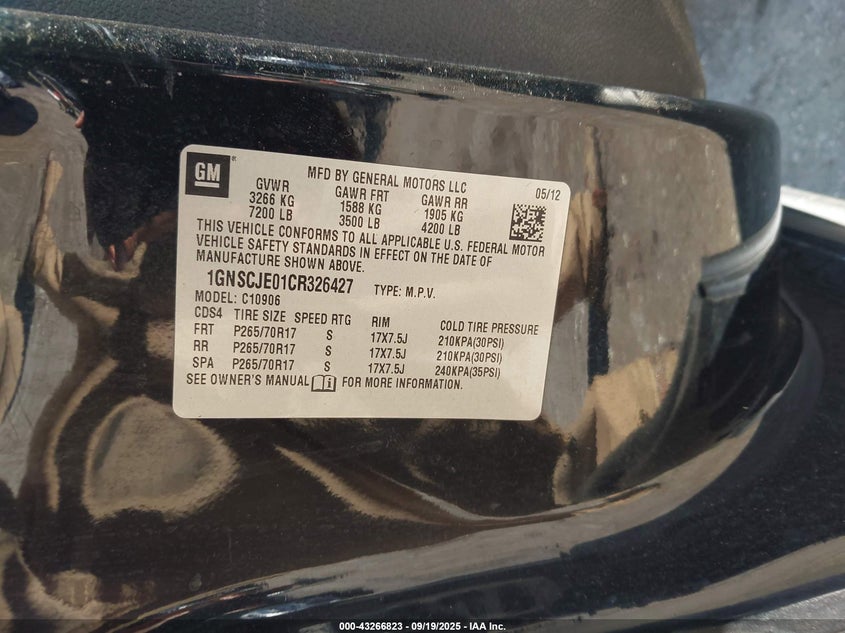 GM
MFD BY GENERAL MOTORS LLC
05/12
GVWR GAWR FRT GAWR RR
3266 KG 1588 KG 1905 KG
7200 LB 3500 LB 4200 LB
THIS VEHICLE CONFORMS TO ALL APPLICABLE U.S. FEDERAL MOTOR
VEHICLE SAFETY STANDARDS IN EFFECT ON THE DATE OF
MANUFACTURE SHOWN ABOVE.
1GNSCJE01CR326427 TYPE: M.P.V.
MODEL: C10906
CDS4 TIRE SIZE SPEED RTG RIM COLD TIRE PRESSURE
FRT P265/70R17 S 17X7.5J 210KPA(30PSI)
RR P265/70R17 S 17X7.5J 210KPA(30PSI)
SPA P265/70R17 S 17X7.5J 240KPA(35PSI)
SEE OWNER'S MANUAL i FOR MORE INFORMATION.
000-43266823 - 09/19/2025 - IAA Inc.